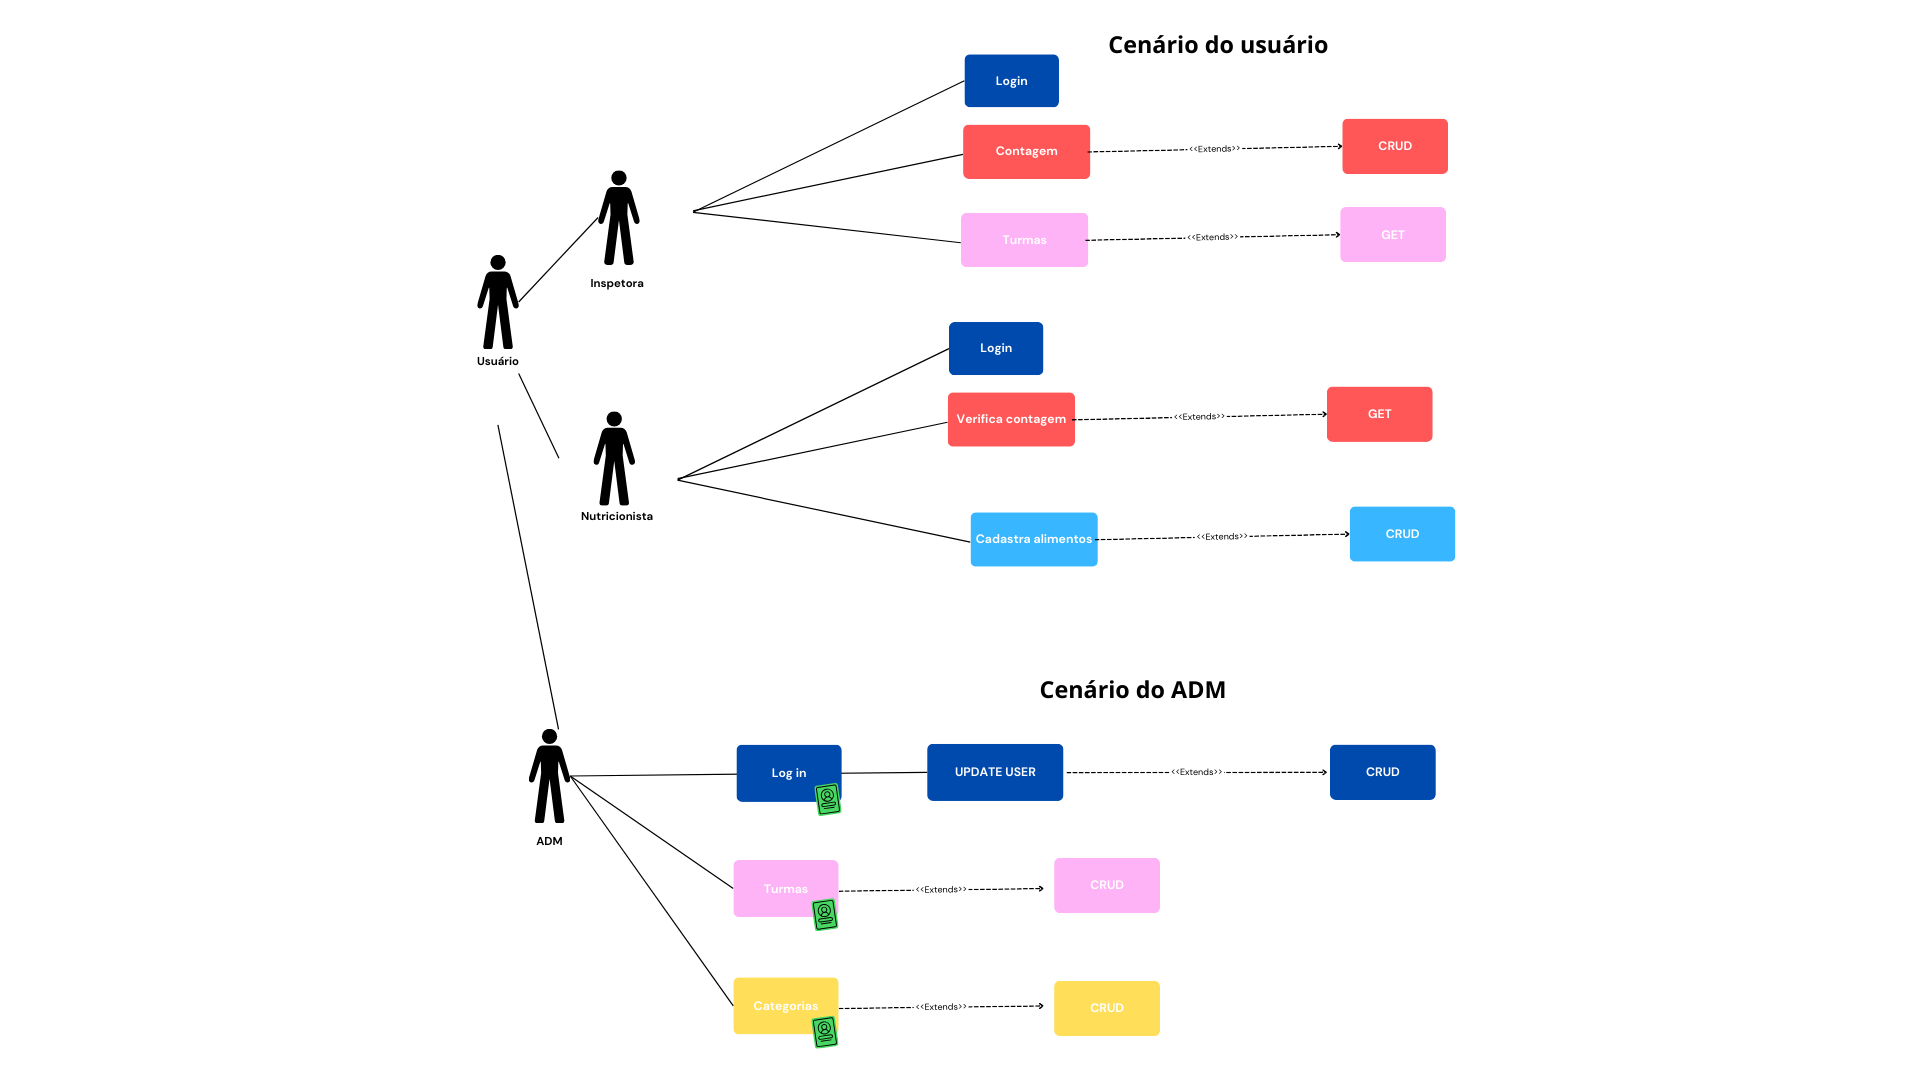 Cenário do usuário
Login
Contagem
<<Extends>>
CRUD
Turmas
<<Extends>>
GET
Inspetora
Usuário
Login
Verifica contagem
<<Extends>>
GET
Nutricionista
Cadastra alimentos
<<Extends>>
CRUD
Cenário do ADM
Log in
UPDATE USER
<<Extends>>
CRUD
ADM
Turmas
<<Extends>>
CRUD
Categorias
<<Extends>>
CRUD